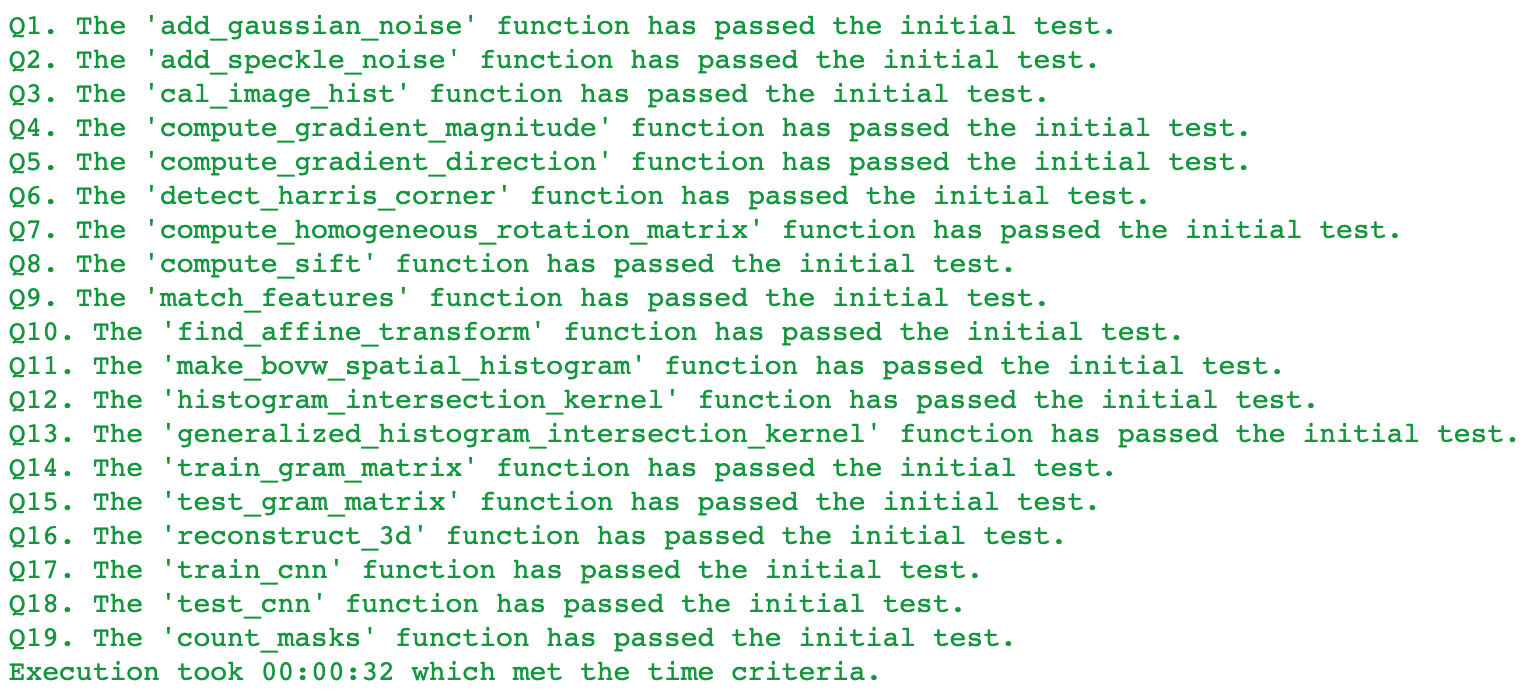 Q1. The 'add_gaussian_noise' function has passed the initial test.
Q2. The 'add_speckle_noise' function has passed the initial test.
Q3. The 'cal_image_hist' function has passed the initial test.
Q4. The 'compute_gradient_magnitude' function has passed the initial test.
Q5. The 'compute_gradient_direction' function has passed the initial test.
Q6. The 'detect_harris_corner' function has passed the initial test.
Q7. The 'compute_homogeneous_rotation_matrix' function has passed the initial test.
Q8. The 'compute_sift' function has passed the initial test.
Q9. The 'match_features' function has passed the initial test.
Q10. The 'find_affine_transform' function has passed the initial test.
Q11. The 'make_bovw_spatial_histogram' function has passed the initial test.
Q12. The 'histogram_intersection_kernel' function has passed the initial test.
Q13. The 'generalized_histogram_intersection_kernel' function has passed the initial test.
Q14. The 'train_gram_matrix' function has passed the initial test.
Q15. The 'test_gram_matrix' function has passed the initial test.
Q16. The 'reconstruct_3d' function has passed the initial test.
Q17. The 'train_cnn' function has passed the initial test.
Q18. The 'test_cnn' function has passed the initial test.
Q19. The 'count_masks' function has passed the initial test.
Execution took 00:00:32 which met the time criteria.